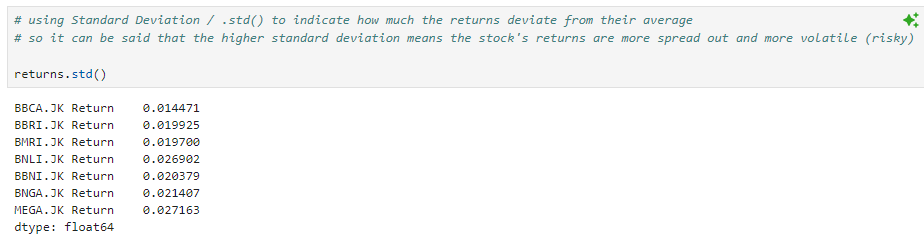 # using Standard Deviation / .std() to indicate how much the returns deviate from their average
# so it can be said that the higher standard deviation means the stock's returns are more spread out and more volatile (risky)
returns.std()
BBCA.JK Return    0.014471
BBRI.JK Return    0.019925
BMRI.JK Return    0.019700
BNLI.JK Return    0.026902
BBNI.JK Return    0.020379
BNGA.JK Return    0.021407
MEGA.JK Return    0.027163
dtype: float64